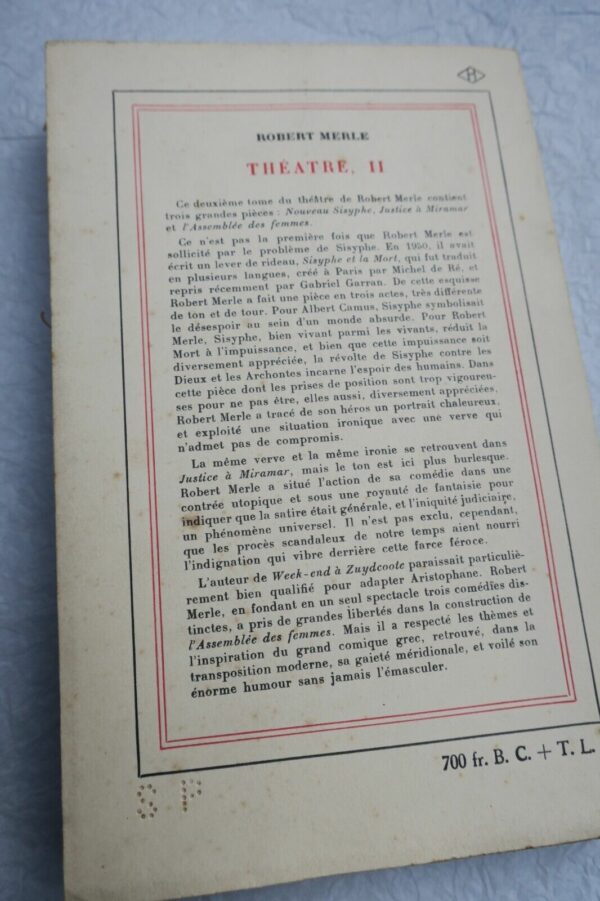 ROBERT MERLE
THÉATRE, II
Ce deuxième tome du théâtre de Robert Merle contient
trois grandes pièces : Nouveau Sisyphe, Justice à Miramar
et l'Assemblée des femmes.
Ce n'est pas la première fois que Robert Merle est
sollicité par le problème de Sisyphe. En 1950, il avait
écrit un lever de rideau, Sisyphe et la Mort, qui fut traduit
en plusieurs langues, créé à Paris par Michel de Ré, et
repris récemment par Gabriel Garran. De cette esquisse
Robert Merle a fait une pièce en trois actes, très différente
de ton et de tour. Pour Albert Camus, Sisyphe symbolisait
le désespoir au sein d'un monde absurde. Pour Robert
Merle, Sisyphe, bien vivant parmi les vivants, réduit la
Mort à l'impuissance, et bien que cette impuissance soit
diversement appréciée, la révolte de Sisyphe contre les
Dieux et les Archontes incarne l'espoir des humains. Dans
cette pièce dont les prises de position sont trop vigoureu-
ses pour ne pas être, elles aussi, diversement appréciées,
Robert Merle a tracé de son héros un portrait chaleureux,
et exploité une situation ironique avec une verve qui
n'admet pas de compromis.
La même verve et la même ironie se retrouvent dans
Justice à Miramar, mais le ton est ici plus burlesque.
Robert Merle a situé l'action de sa comédie dans une
contrée utopique et sous une royauté de fantaisie pour
indiquer que la satire était générale, et l'iniquité judiciaire,
un phénomène universel. Il n'est pas exclu, cependant,
que les procès scandaleux de notre temps aient nourri
l'indignation qui vibre derrière cette farce féroce.
L'auteur de Week-end à Zuydcoote paraissait particuliè-
rement bien qualifié pour adapter Aristophane. Robert
Merle, en fondant en un seul spectacle trois comédies dis-
tinctes, a pris de grandes libertés dans la construction de
l'Assemblée des femmes. Mais il a respecté les thèmes et
l'inspiration du grand comique grec, retrouvé, dans la
transposition moderne, sa gaieté méridionale, et voilé son
énorme humour sans jamais l'émasculer.
700 fr. B. C. + T. L.
S P